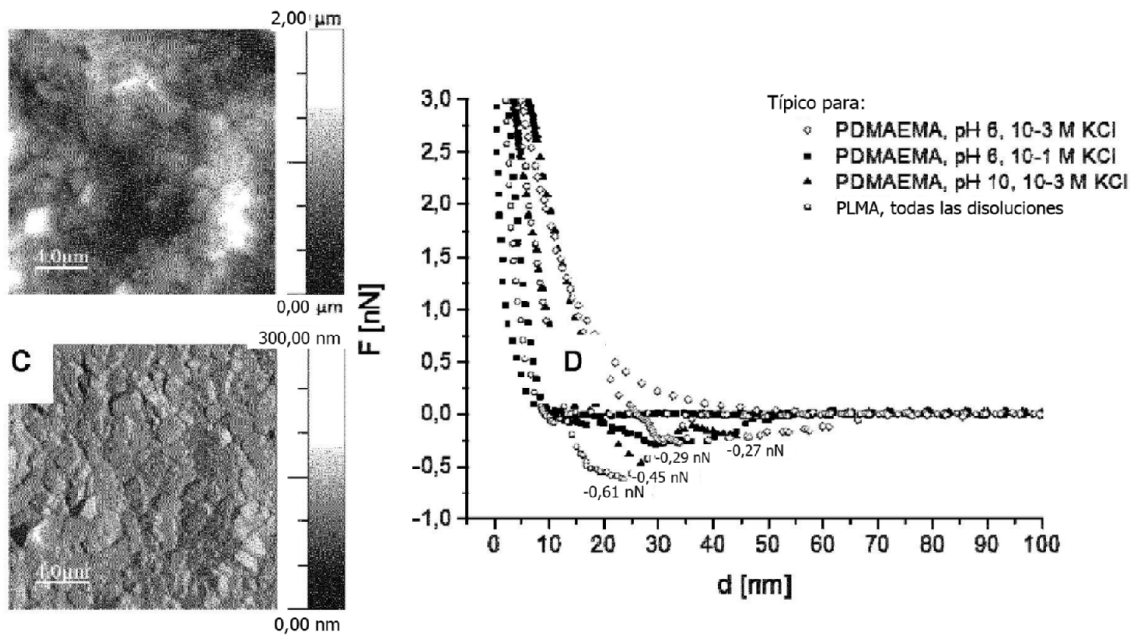 2,00 µm
4.0µm
0,00 µm
300,00 nm
C
4.0µm
0,00 nm
F [nN]
3,0
2,5
2,0
1,5
1,0
0,5
0,0
-0,5
-1,0
Típico para:
PDMAEMA, pH 6, 10-3 M KCl
PDMAEMA, pH 6, 10-1 M KCl
PDMAEMA, pH 10, 10-3 M KCl
PLMA, todas las disoluciones
D
-0,29 nN
-0,27 nN
-0,45 nN
-0,61 nN
0 10 20 30 40 50 60 70 80 90 100
d [nm]